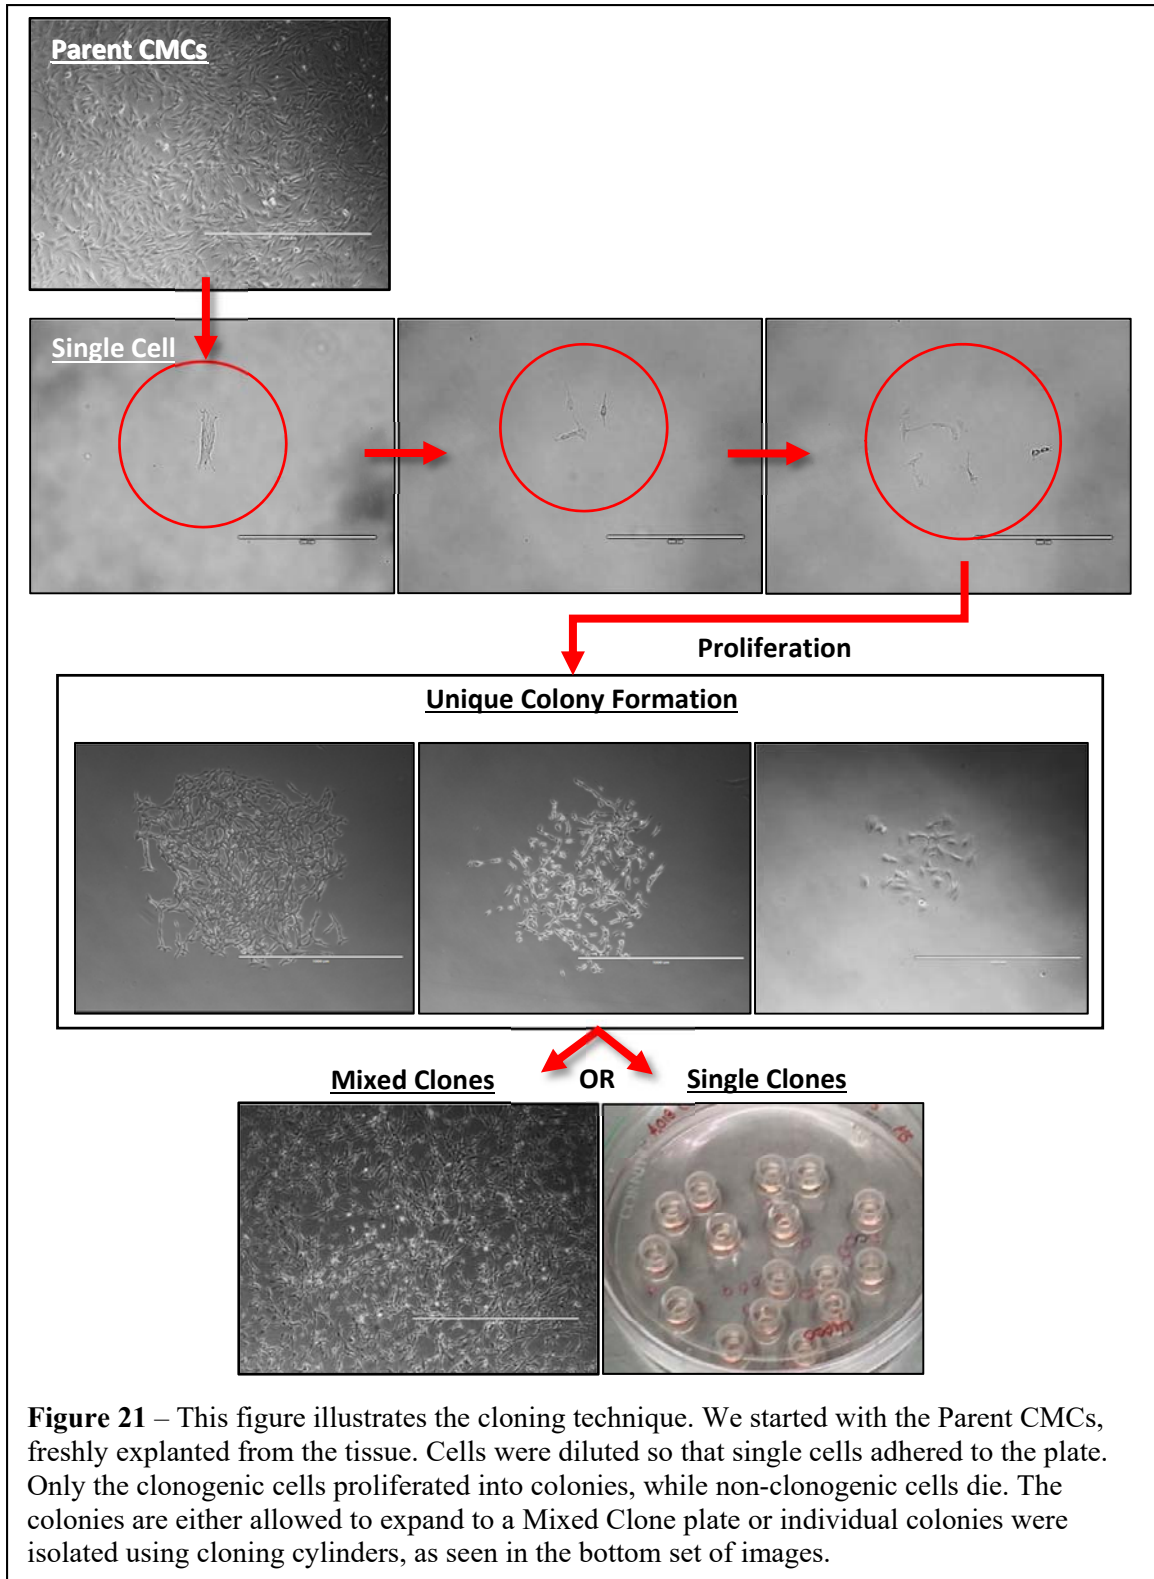 Parent CMCs
Single Cell
Proliferation
Unique Colony Formation
Mixed Clones
OR
Single Clones
Figure 21 – This figure illustrates the cloning technique. We started with the Parent CMCs,
freshly explanted from the tissue. Cells were diluted so that single cells adhered to the plate.
Only the clonogenic cells proliferated into colonies, while non-clonogenic cells die. The
colonies are either allowed to expand to a Mixed Clone plate or individual colonies were
isolated using cloning cylinders, as seen in the bottom set of images.